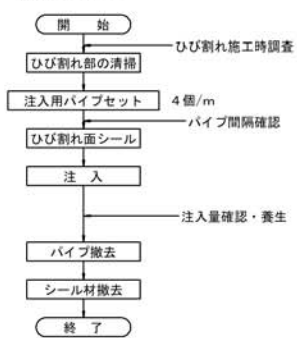 開 始
ひび割れ施工時調査
ひび割れ部の清掃
注入用パイプセット 4個/m
パイプ間隔確認
ひび割れ面シール
注 入
注入量確認・養生
パイプ撤去
シール材撤去
終 了